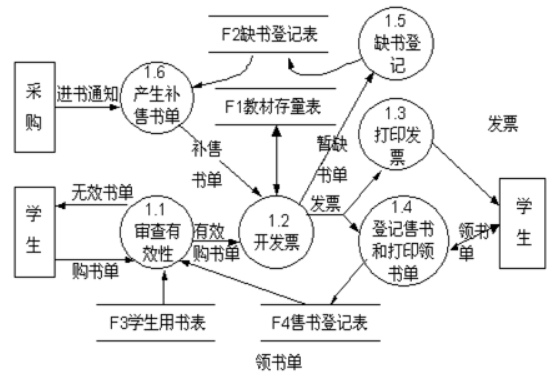 F2缺书登记表
1.5
缺书登
记
采
购
进书通知
1.6
产生补
售书单
F1教材存量表
补售
书单
暂缺
书单
1.3
打印发
票
发票
学
生
无效书单
购书单
1.1
审查有
效性
有效
购书单
1.2
开发票
发票
1.4
登记售书
和打印领
书单
领书
单
学
生
F3学生用书表
F4售书登记表
领书单